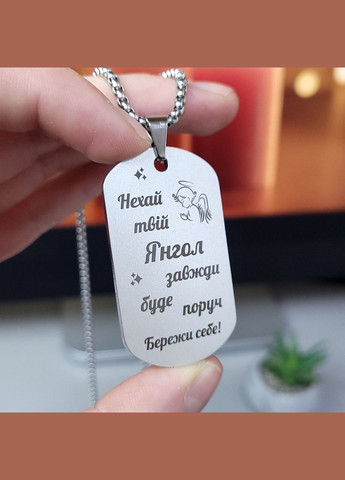 Нехай
твій
Янгол
завжди
буде поруч
Бережи себе!